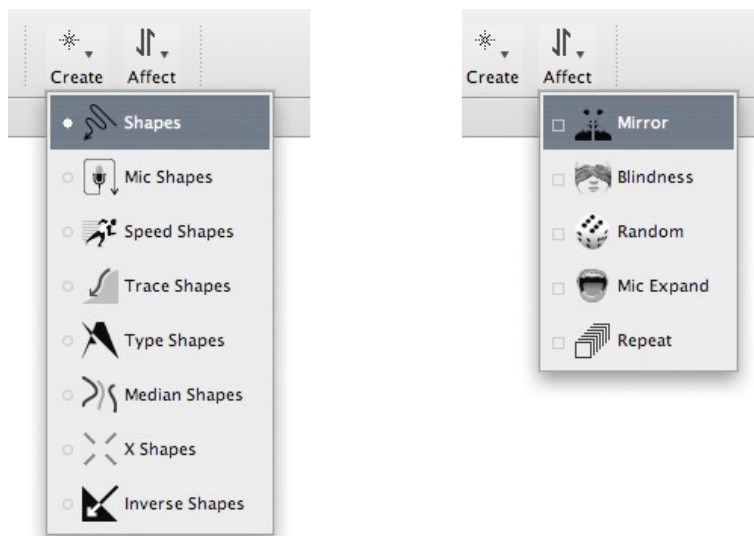 Create Affect
Shapes
Mic Shapes
Speed Shapes
Trace Shapes
Type Shapes
Median Shapes
X Shapes
Inverse Shapes
Create Affect
Mirror
Blindness
Random
Mic Expand
Repeat